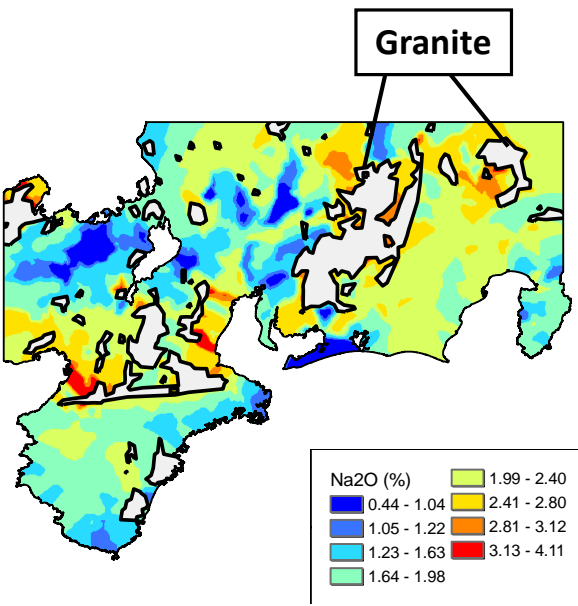 Granite
Na2O (%)
0.44 - 1.04
1.05 - 1.22
1.23 - 1.63
1.64 - 1.98
1.99 - 2.40
2.41 - 2.80
2.81 - 3.12
3.13 - 4.11